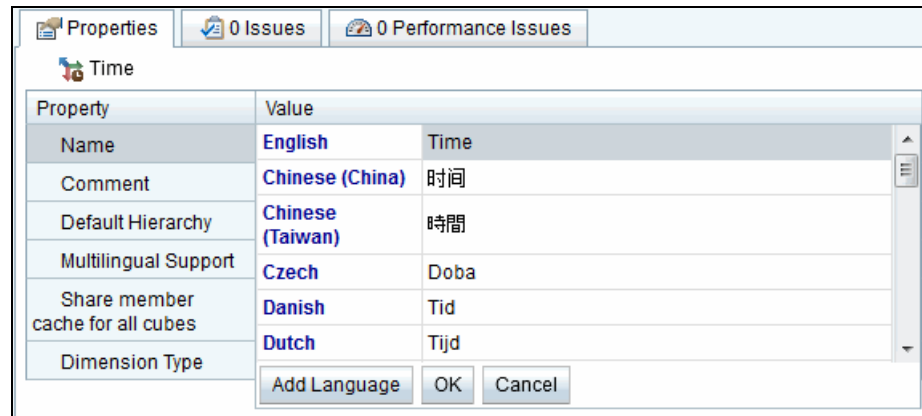 Properties
0 Issues
0 Performance Issues
Time
Property
Value
Name
English
Time
Comment
Chinese (China)
时间
Default Hierarchy
Chinese
(Taiwan)
時間
Multilingual Support
Czech
Doba
Share member
cache for all cubes
Danish
Tid
Dimension Type
Dutch
Tijd
Add Language
OK
Cancel